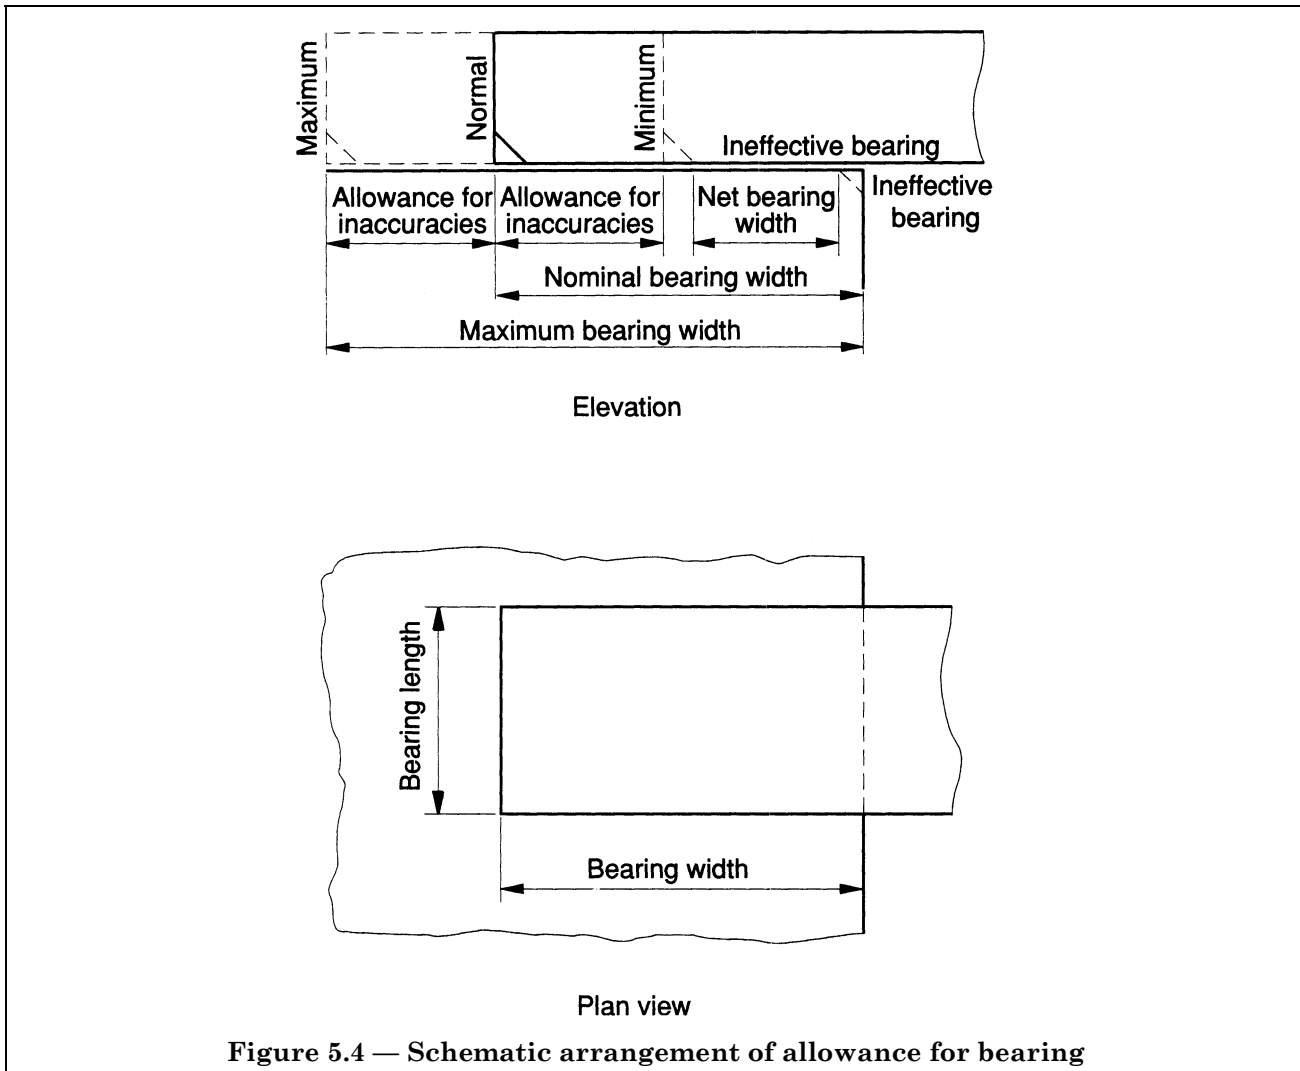 Maximum
Normal
Minimum
Ineffective bearing
Allowance for
inaccuracies
Allowance for
inaccuracies
Net bearing
width
Ineffective
bearing
Nominal bearing width
Maximum bearing width
Elevation
Bearing length
Bearing width
Plan view
Figure 5.4 — Schematic arrangement of allowance for bearing